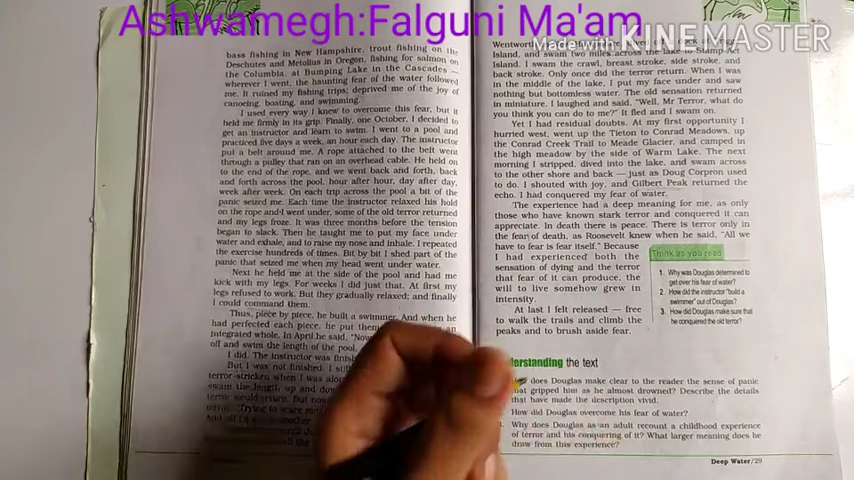 Ashwamegh:Falguni Ma'am
Made with KINEMASTER
bass fishing in New Hampshire, trout fishing on the
Deschutes and Metolius in Oregon, fishing for salmon on
the Columbia, at Bumping Lake in the Cascades —
wherever I went, the haunting fear of the water followed
me. It ruined my fishing trips; deprived me of the joy of
canoeing, boating, and swimming.
I used every way I knew to overcome this fear, but it
held me firmly in its grip. Finally, one October, I decided to
get an instructor and learn to swim. I went to a pool and
practiced five days a week, an hour each day. The instructor
put a belt around me. A rope attached to the belt went
through a pulley that ran on an overhead cable. He held on
to the end of the rope, and we went back and forth, back
and forth across the pool, hour after hour, day after day,
week after week. On each trip across the pool a bit of the
panic seized me. Each time the instructor relaxed his hold
on the rope and I went under, some of the old terror returned
and my legs froze. It was three months before the tension
began to slack. Then he taught me to put my face under
water and exhale, and to raise my nose and inhale. I repeated
the exercise hundreds of times. Bit by bit I shed part of the
panic that seized me when my head went under water.
Next he held me at the side of the pool and had me
kick with my legs. For weeks I did just that. At first my
legs refused to work. But they gradually relaxed; and finally
I could command them.
Thus, piece by piece, he built a swimmer. And when he
had perfected each piece, he put them
integrated whole. In April he said,
off and swim the length of the pool,
I did. The instructor was finis
But I was not finished. I
terror-stricken when I was
swim the length up and
would return. But now
Trying to
Wentworth
Island, and swam two miles across the lake to Stamp Act
Island. I swam the crawl, breast stroke, side stroke, and
back stroke. Only once did the terror return. When I was
in the middle of the lake, I put my face under and saw
nothing but bottomless water. The old sensation returned
in miniature. I laughed and said, "Well, Mr Terror, what do
you think you can do to me?" It fled and I swam on.
Yet I had residual doubts. At my first opportunity I
hurried west, went up the Tieton to Conrad Meadows, up
the Conrad Creek Trail to Meade Glacier, and camped in
the high meadow by the side of Warm Lake. The next
morning I stripped, dived into the lake, and swam across
to the other shore and back — just as Doug Corpron used
to do. I shouted with joy, and Gilbert Peak returned the
echo. I had conquered my fear of water.
The experience had a deep meaning for me, as only
those who have known stark terror and conquered it can
appreciate. In death there is peace. There is terror only in
the fear of death, as Roosevelt knew when he said, "All we
have to fear is fear itself." Because
I had experienced both the
sensation of dying and the terror
that fear of it can produce, the
will to live somehow grew in
intensity.
At last I felt released — free
to walk the trails and climb the
peaks and to brush aside fear.
Think as you read
1. Why was Douglas determined to
get over his fear of water?
2. How did the instructor "build a
swimmer" out of Douglas?
3. How did Douglas make sure that
he conquered the old terror?
derstanding the text
does Douglas make clear to the reader the sense of panic
that gripped him as he almost drowned? Describe the details
that have made the description vivid.
How did Douglas overcome his fear of water?
Why does Douglas as an adult recount a childhood experience
of terror and his conquering of it? What larger meaning does he
draw from this experience?
Deep Water/29